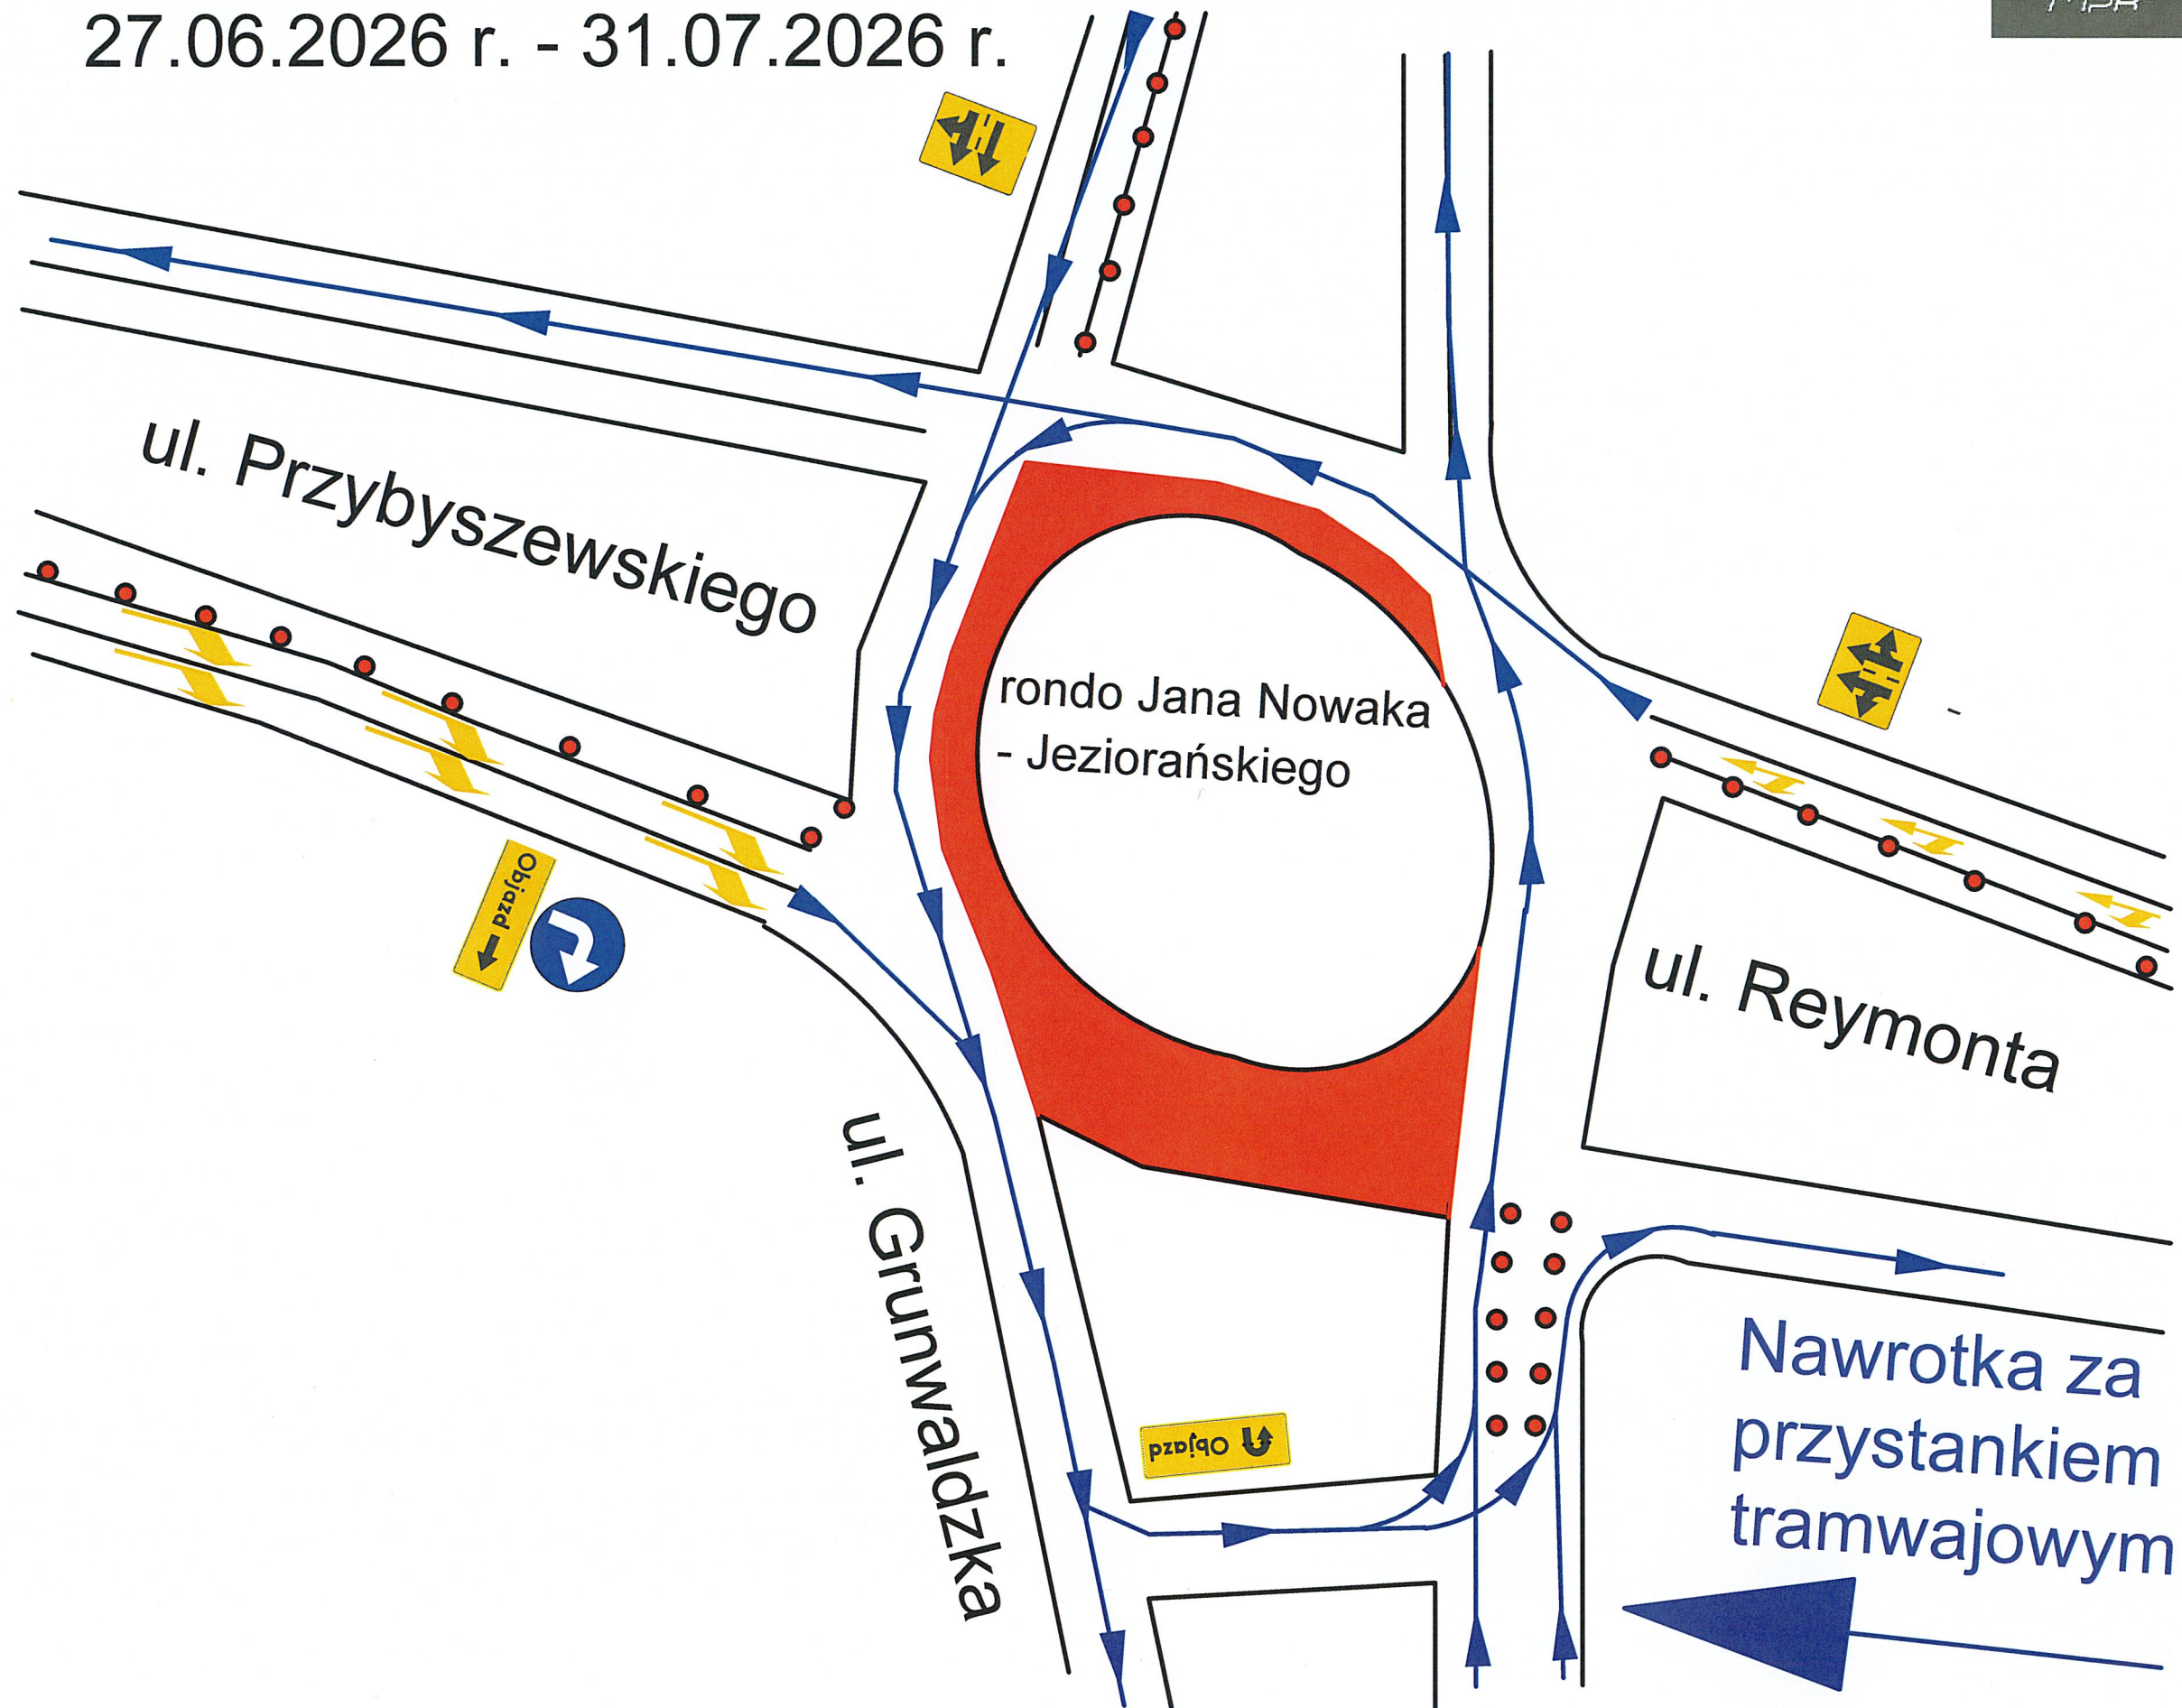 27.06.2026 r. - 31.07.2026 r.
MPR
ul. Przybyszewskiego
rondo Jana Nowaka
- Jeziorańskiego
-
Objazd
ul. Reymonta
ul. Grunwaldzka
Objazd
Nawrotka za
przystankiem
tramwajowym